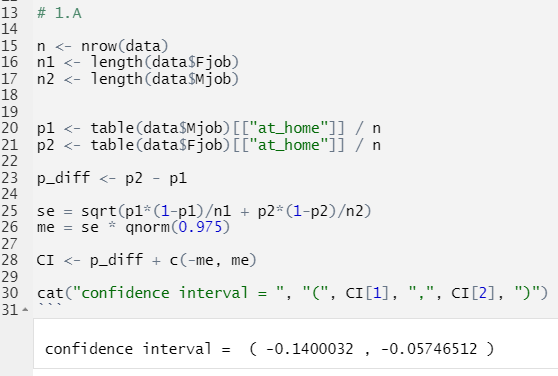 13 # 1.A
14
15 n <- nrow(data)
16 n1 <- length(data$Fjob)
17 n2 <- length(data$Mjob)
18
19
20 p1 <- table(data$Mjob)[["at_home"]] / n
21 p2 <- table(data$Fjob)[["at_home"]] / n
22
23 p_diff <- p2 - p1
24
25 se = sqrt(p1*(1-p1)/n1 + p2*(1-p2)/n2)
26 me = se * qnorm(0.975)
27
28 CI <- p_diff + c(-me, me)
29
30 cat("confidence interval = ", "(", CI[1], ",", CI[2], ")")
31 ```
confidence interval =  ( -0.1400032 , -0.05746512 )